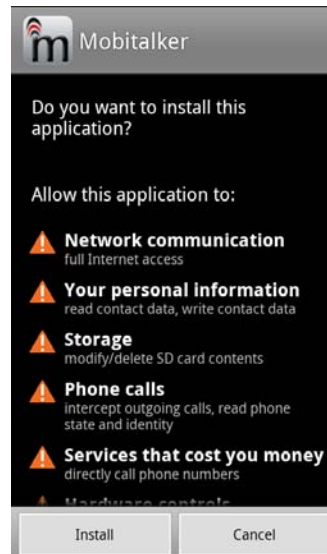 m Mobitalker
Do you want to install this
application?
Allow this application to:
Network communication
full Internet access
Your personal information
read contact data, write contact data
Storage
modify/delete SD card contents
Phone calls
intercept outgoing calls, read phone
state and identity
Services that cost you money
directly call phone numbers
Hardware controls
Install Cancel